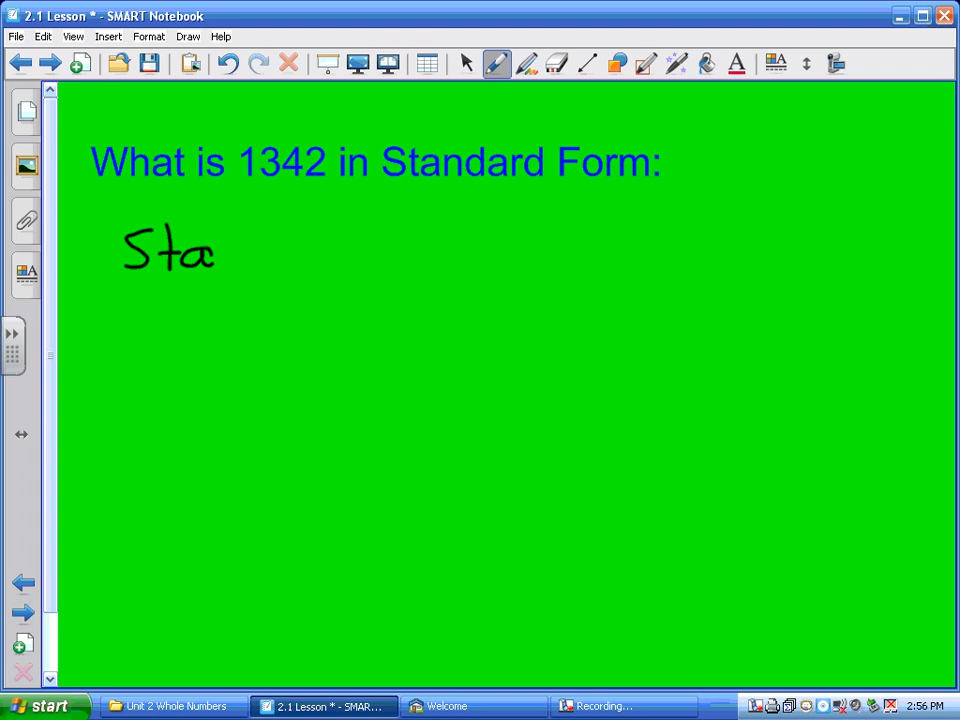 2.1 Lesson * - SMART Notebook
File Edit View Insert Format Draw Help
What is 1342 in Standard Form:
Sta
start Unit 2 Whole Numbers 2.1 Lesson * - SMAR... Welcome Recording... 2:56 PM